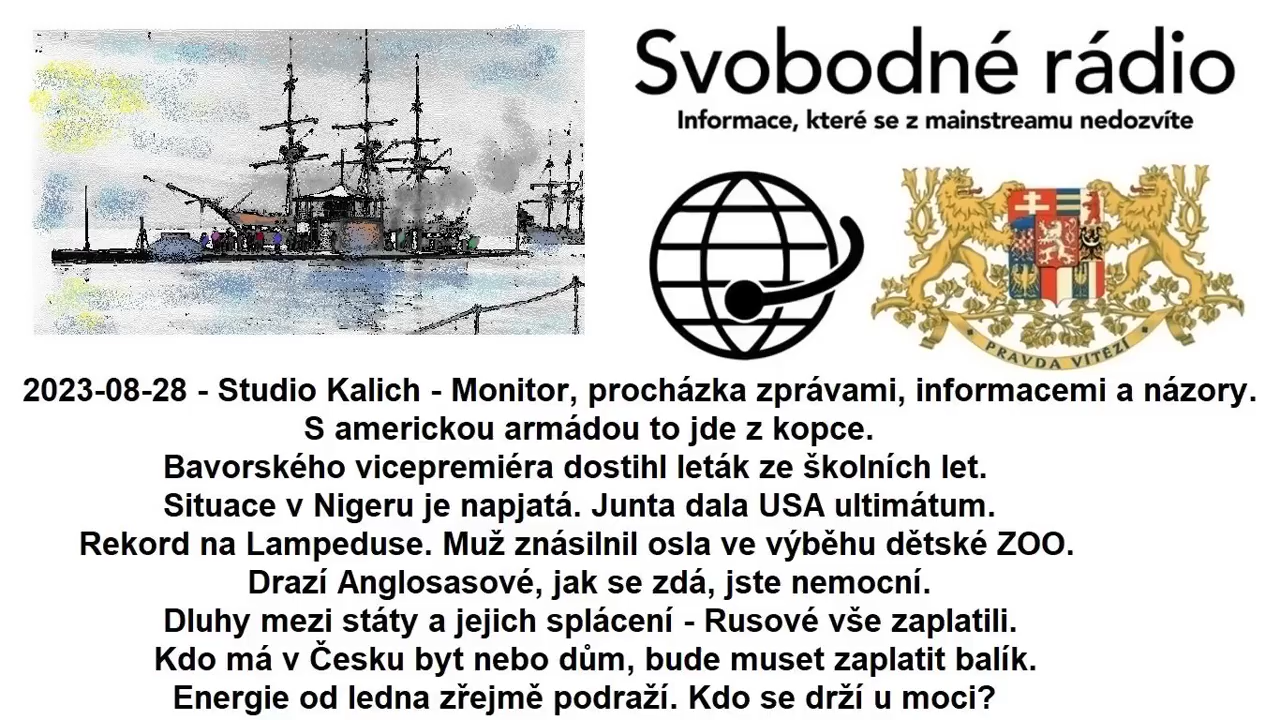 Svobodné rádio
Informace, které se z mainstreamu nedozvíte
PRAVDA VÍTĚZÍ
2023-08-28 - Studio Kalich - Monitor, procházka zprávami, informacemi a názory.
S americkou armádou to jde z kopce.
Bavorského vicepremiéra dostihl leták ze školních let.
Situace v Nigeru je napjatá. Junta dala USA ultimátum.
Rekord na Lampeduse. Muž znásilnil osla ve výběhu dětské ZOO.
Drazí Anglosasové, jak se zdá, jste nemocní.
Dluhy mezi státy a jejich splácení - Rusové vše zaplatili.
Kdo má v Česku byt nebo dům, bude muset zaplatit balík.
Energie od ledna zřejmě podraží. Kdo se drží u moci?